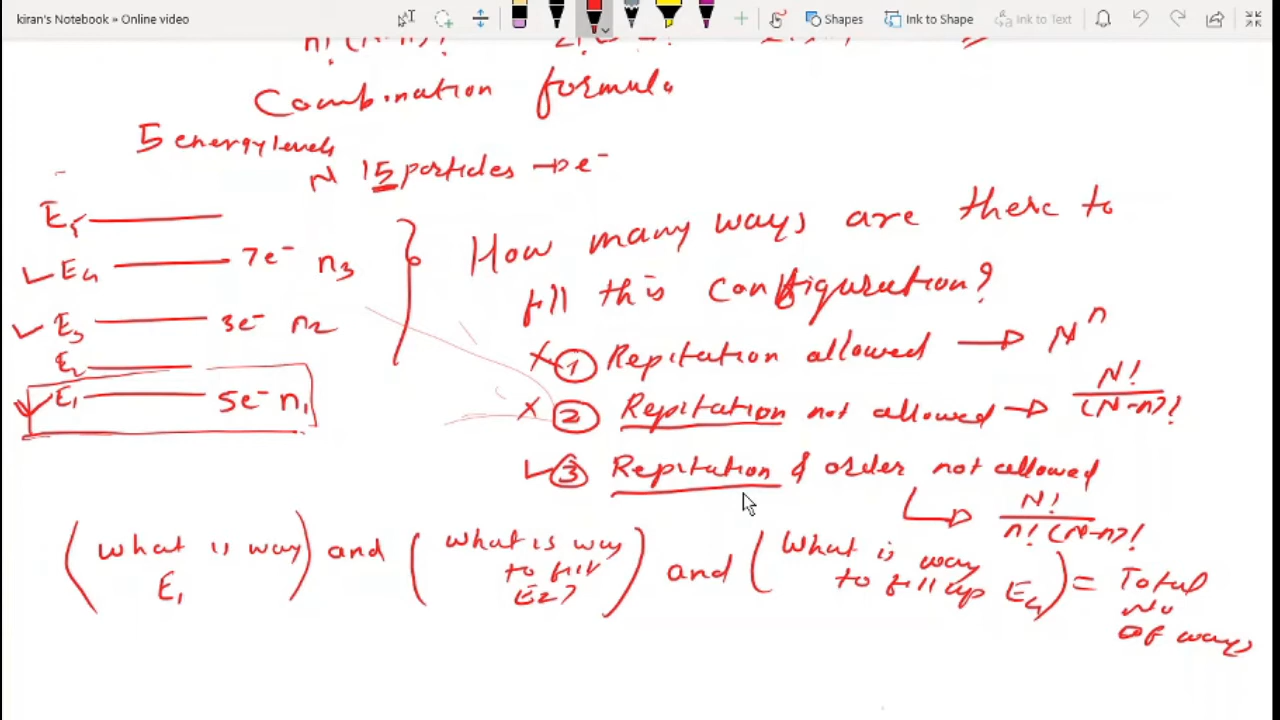 kiran's Notebook » Online video
Shapes
Ink to Shape
Ink to Text
n! (N-n)!
Combination formula
5 energy levels
N 15 particles → e⁻
E5
E4 7e⁻ n3
E3 3e⁻ n2
E2
E1 5e⁻ n1
How many ways are there to
fill this configuration?
✗ ① Repitation allowed → Nⁿ
✗ ② Repitation not allowed → N! / (N-n)!
✓ ③ Repitation & order not allowed
→ N! / n! (N-n)!
(What is way E1) and (What is way to fill E2?) and (What is way to fill up E4) = Total No of ways